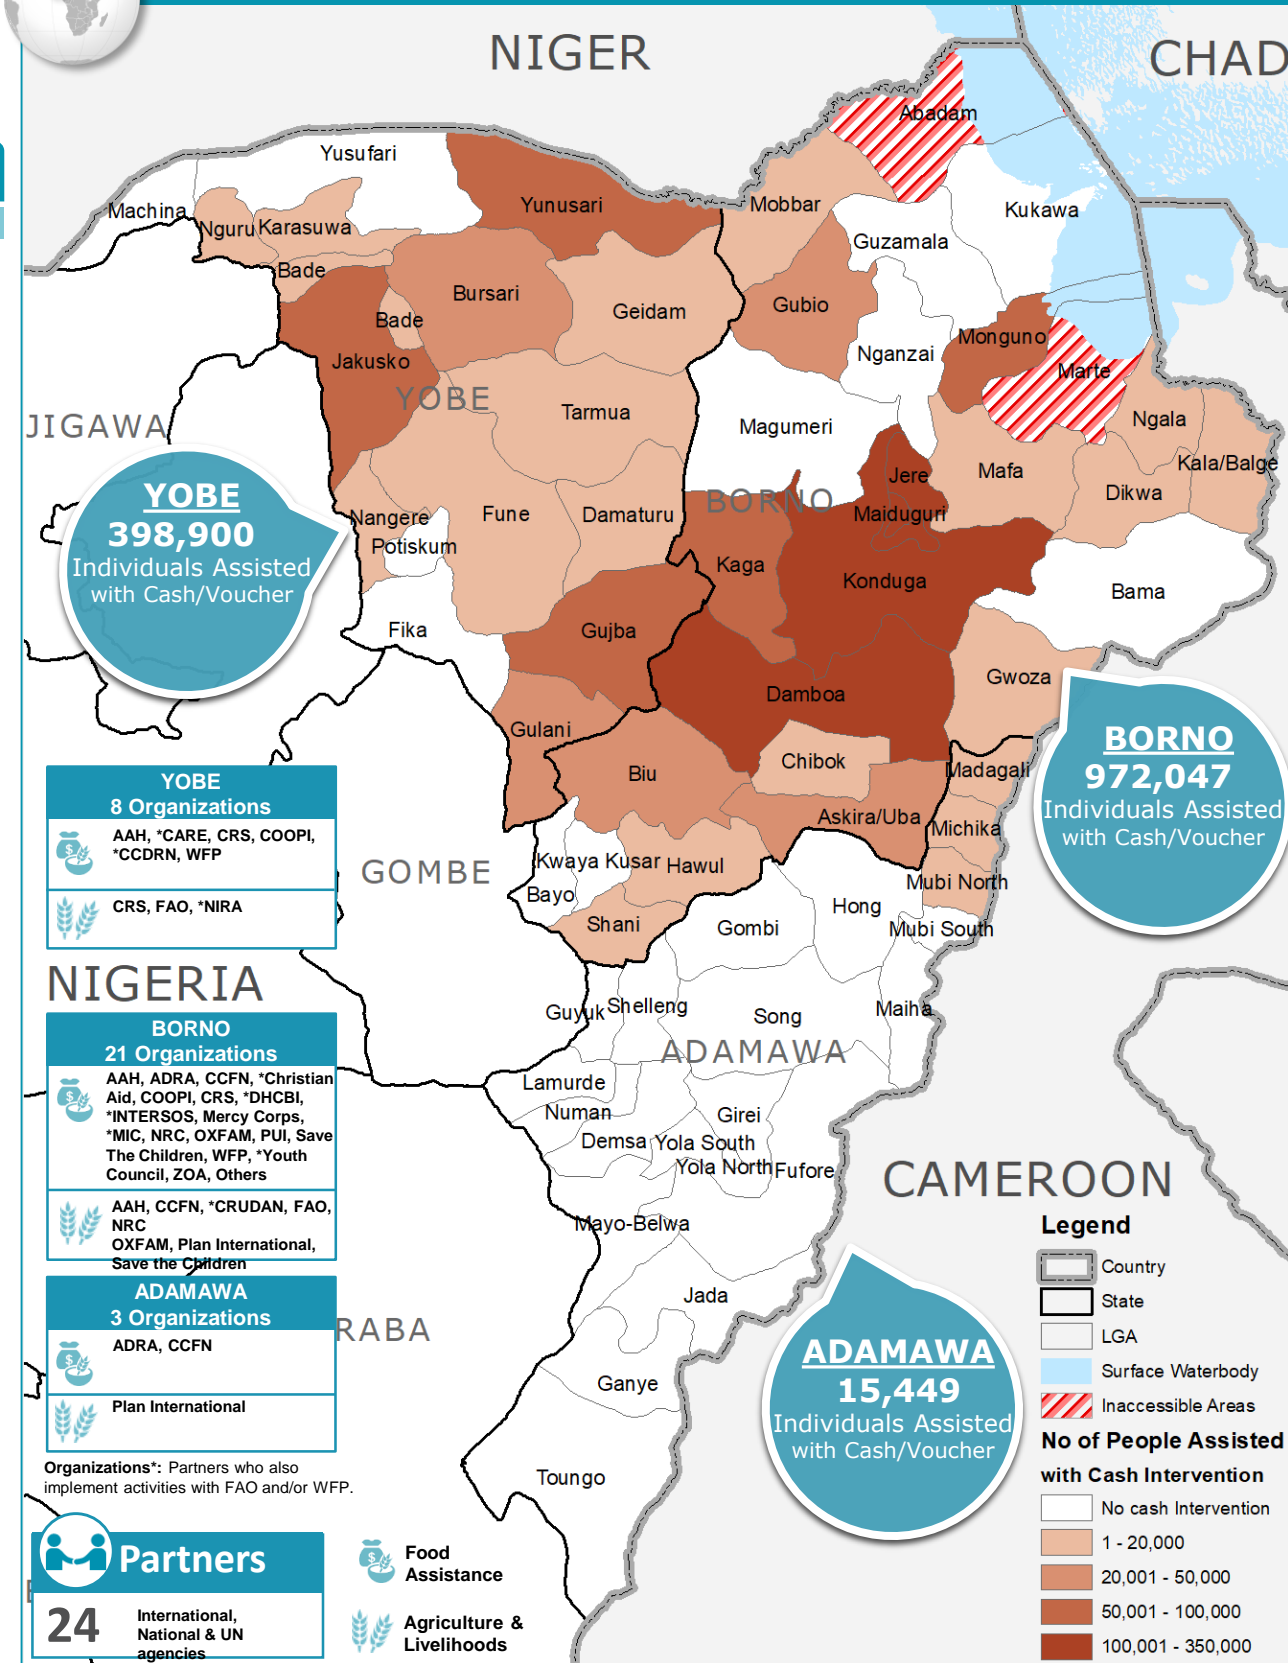 NIGER
CHAD
Abadam
Yusufari
Machina
Yunusari
Mobbar
Kukawa
Nguru
Karasuwa
Guzamala
Bade
Bursari
Geidam
Gubio
Bade
Monguno
Nganzai
Jakusko
Marte
YOBE
Tarmua
JIGAWA
Magumeri
Ngala
Kala/Balge
Jere
Mafa
Dikwa
BORNO
YOBE
398,900
Individuals Assisted
with Cash/Voucher
Nangere
Fune
Damaturu
Maiduguri
Potiskum
Kaga
Konduga
Bama
Fika
Gujba
Gwoza
Damboa
Gulani
BORNO
972,047
Individuals Assisted
with Cash/Voucher
Biu
Chibok
Madagali
Askira/Uba
Michika
YOBE
8 Organizations
AAH, *CARE, CRS, COOPI,
*CCDRN, WFP
CRS, FAO, *NIRA
GOMBE
Kwaya Kusar
Hawul
Bayo
Mubi North
Hong
Shani
Gombi
Mubi South
NIGERIA
Guyuk
Shelleng
Song
Maiha
ADAMAWA
BORNO
21 Organizations
AAH, ADRA, CCFN, *Christian
Aid, COOPI, CRS, *DHCBI,
*INTERSOS, Mercy Corps,
*MIC, NRC, OXFAM, PUI, Save
The Children, WFP, *Youth
Council, ZOA, Others
AAH, CCFN, *CRUDAN, FAO,
NRC
OXFAM, Plan International,
Save the Children
Lamurde
Numan
Girei
Demsa
Yola South
Yola North
Fufore
Mayo-Belwa
CAMEROON
Jada
ADAMAWA
3 Organizations
ADRA, CCFN
Plan International
RABA
Ganye
Toungo
ADAMAWA
15,449
Individuals Assisted
with Cash/Voucher
Legend
Country
State
LGA
Surface Waterbody
Inaccessible Areas
No of People Assisted
with Cash Intervention
No cash Intervention
1 - 20,000
20,001 - 50,000
50,001 - 100,000
100,001 - 350,000
Organizations*: Partners who also
implement activities with FAO and/or WFP.
Partners
24
International,
National & UN
agencies
Food
Assistance
Agriculture &
Livelihoods